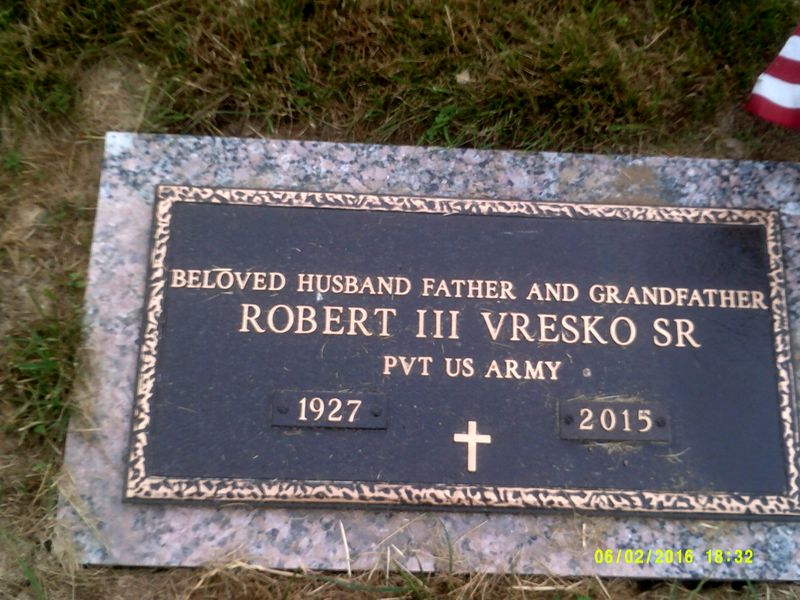 BELOVED HUSBAND FATHER AND GRANDFATHER
ROBERT III VRESKO SR
PVT US ARMY
1927 2015
06/02/2016 18:32